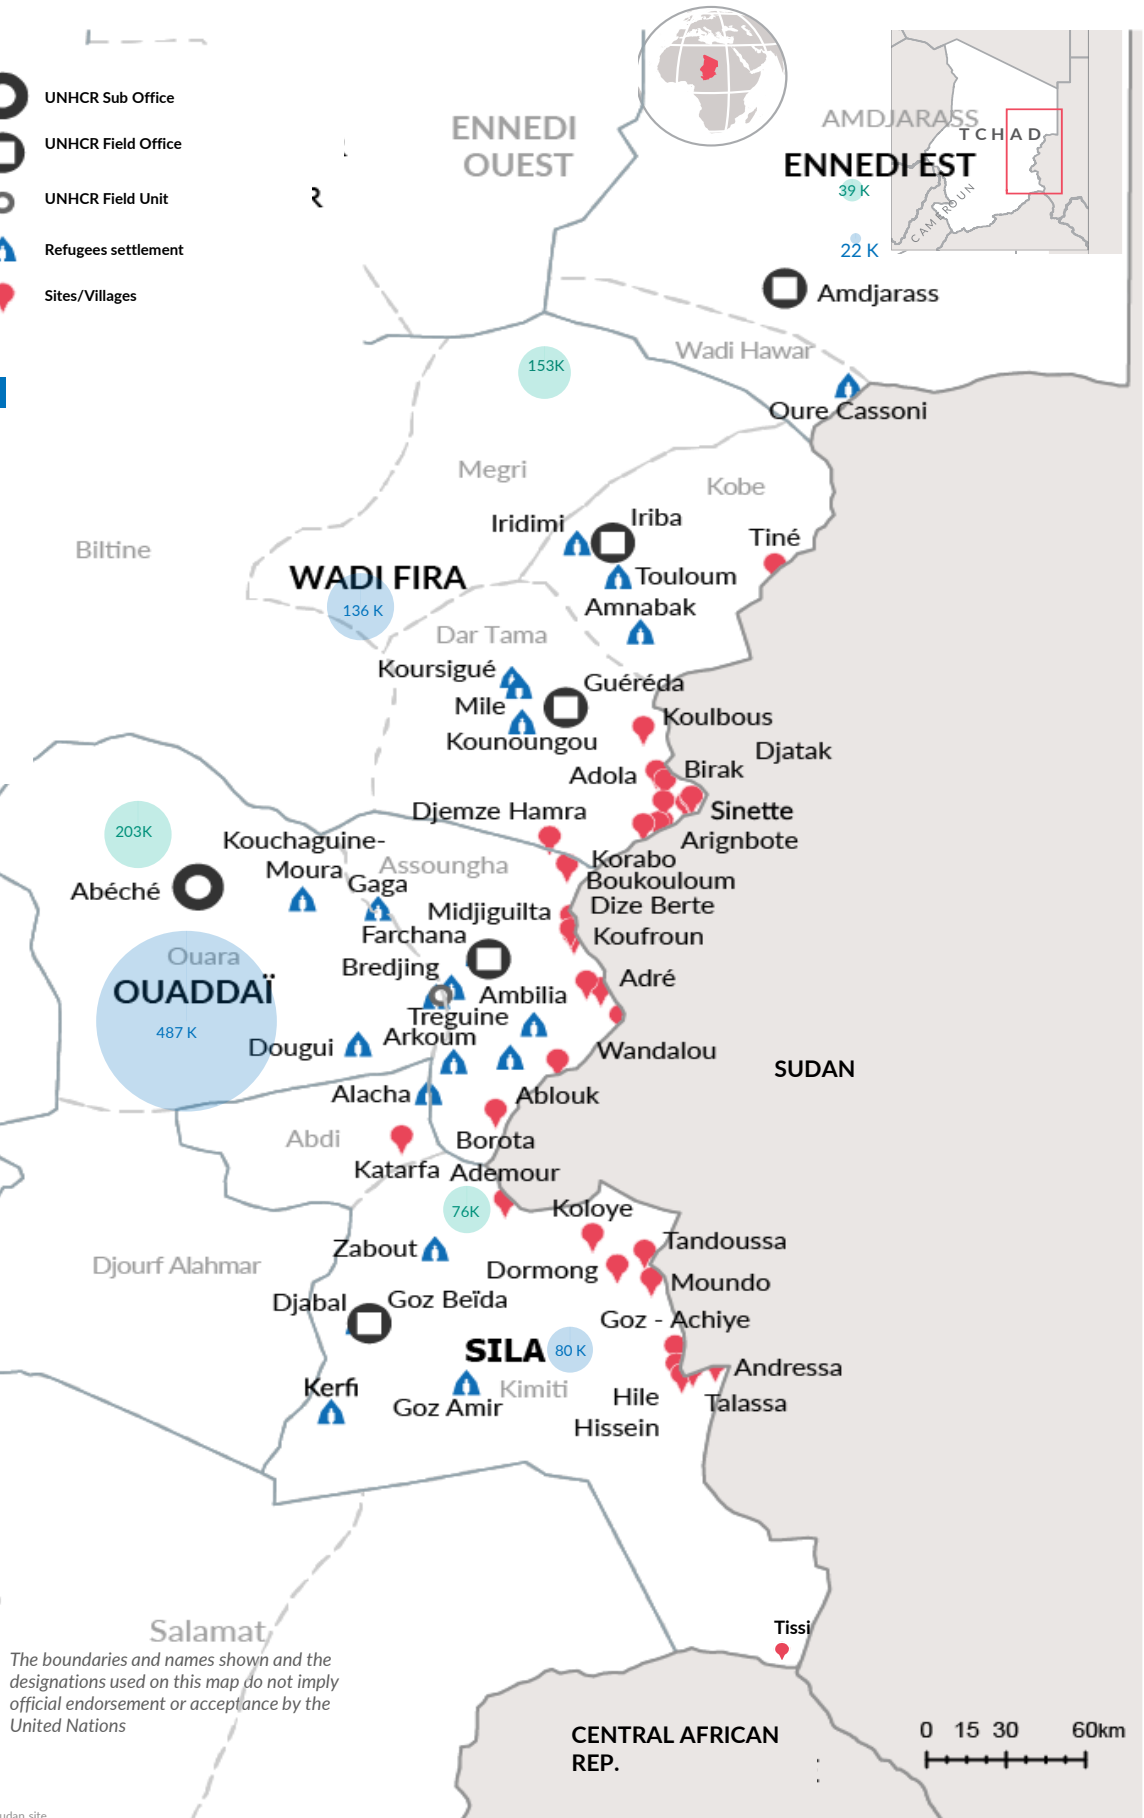 UNHCR Sub Office
UNHCR Field Office
UNHCR Field Unit
Refugees settlement
Sites/Villages
R
ENNEDI
OUEST
AMDJARASS
TCHAD
ENNEDI EST
39 K
CAMEROUN
22 K
Amdjarass
Wadi Hawar
153K
Oure Cassoni
Megri
Kobe
Iridimi
Iriba
Tiné
Biltine
WADI FIRA
Touloum
136 K
Amnabak
Dar Tama
Koursigué
Guéréda
Mile
Koulbous
Kounoungou
Djatak
Adola
Birak
Djemze Hamra
Sinette
203K
Kouchaguine-
Moura
Arignbote
Assoungha
Korabo
Abéché
Gaga
Boukouloum
Midjiguilta
Dize Berte
Farchana
Koufroun
Ouara
Bredjing
Adré
OUADDAÏ
Ambilia
Treguine
487 K
Arkoum
Dougui
Wandalou
SUDAN
Alacha
Ablouk
Abdi
Borota
Katarfa
Ademour
76K
Koloye
Zabout
Tandoussa
Djourf Alahmar
Dormong
Moundo
Djabal
Goz Beïda
Goz - Achiye
SILA
80 K
Andressa
Kerfi
Kimiti
Goz Amir
Hile
Hissein
Talassa
Tissi
Salamat
The boundaries and names shown and the
designations used on this map do not imply
official endorsement or acceptance by the
United Nations
CENTRAL AFRICAN
REP.
0 15 30 60km
udan site